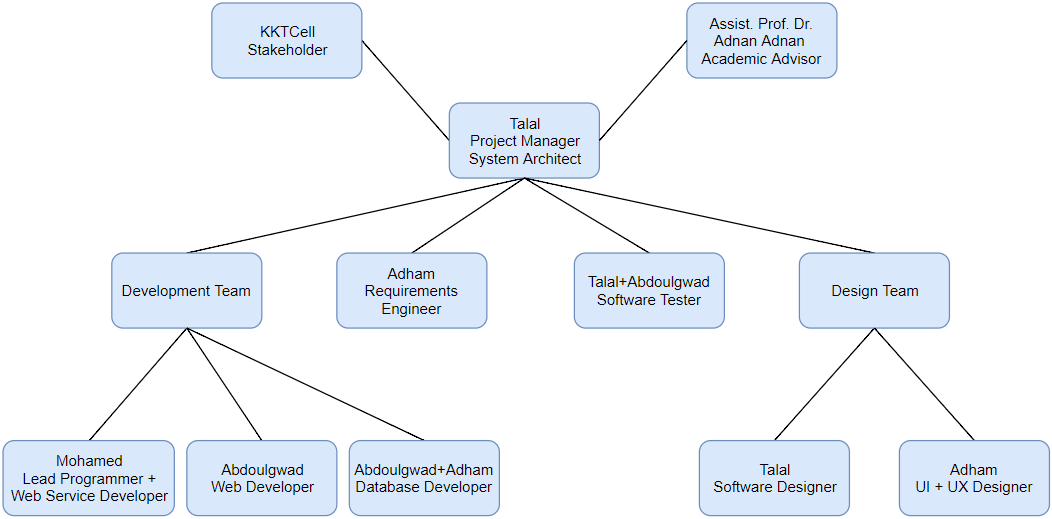 KKTCell
Stakeholder
Assist. Prof. Dr.
Adnan Adnan
Academic Advisor
Talal
Project Manager
System Architect
Development Team
Adham
Requirements
Engineer
Talal+Abdoulgwad
Software Tester
Design Team
Mohamed
Lead Programmer +
Web Service Developer
Abdoulgwad
Web Developer
Abdoulgwad+Adham
Database Developer
Talal
Software Designer
Adham
UI + UX Designer